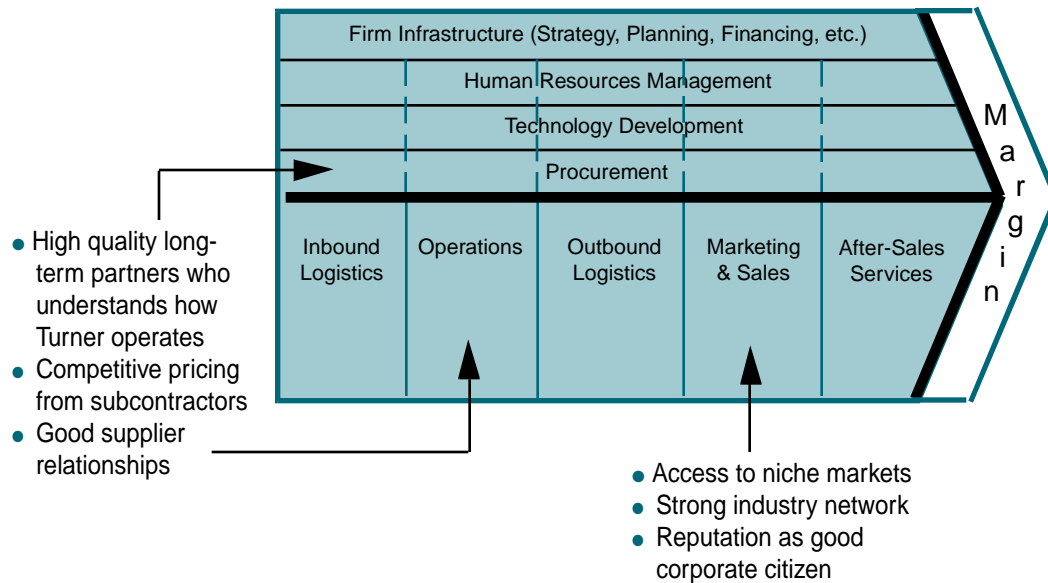 Firm Infrastructure (Strategy, Planning, Financing, etc.)
Human Resources Management
Technology Development
Procurement
Inbound
Logistics
Operations
Outbound
Logistics
Marketing
& Sales
After-Sales
Services
Margin
● High quality long-
term partners who
understands how
Turner operates
● Competitive pricing
from subcontractors
● Good supplier
relationships
● Access to niche markets
● Strong industry network
● Reputation as good
corporate citizen